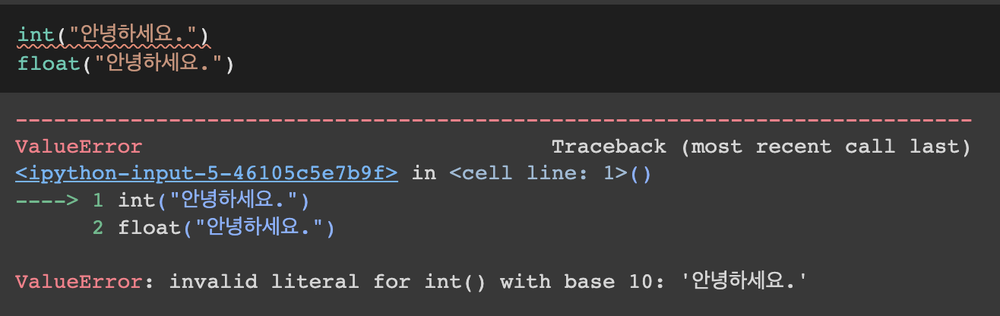 int("안녕하세요.")
float("안녕하세요.")
---------------------------------------------------------------------------
ValueError                                Traceback (most recent call last)
<ipython-input-5-46105c5e7b9f> in <cell line: 1>()
----> 1 int("안녕하세요.")
      2 float("안녕하세요.")
ValueError: invalid literal for int() with base 10: '안녕하세요.'